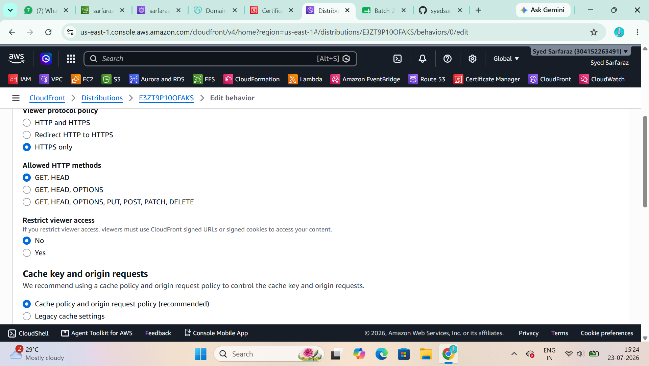 (7) Wh
sarfara
sarfara
Domain
Certific
Distribu
Batch
syedsa
Ask Gemini
us-east-1.console.aws.amazon.com/cloudfront/v4/home?region=us-east-1#/distributions/E3ZT9P10OFAKS/behaviors/0/edit
aws
Search
[Alt+S]
Global
Syed Sarfaraz (304152263491)
Syed Sarfaraz
IAM VPC EC2 S3 Aurora and RDS EFS CloudFormation Lambda Amazon EventBridge Route 53 Certificate Manager CloudFront CloudWatch
CloudFront > Distributions > E3ZT9P10OFAKS > Edit behavior
Viewer protocol policy
HTTP and HTTPS
Redirect HTTP to HTTPS
HTTPS only
Allowed HTTP methods
GET, HEAD
GET, HEAD, OPTIONS
GET, HEAD, OPTIONS, PUT, POST, PATCH, DELETE
Restrict viewer access
If you restrict viewer access, viewers must use CloudFront signed URLs or signed cookies to access your content.
No
Yes
Cache key and origin requests
We recommend using a cache policy and origin request policy to control the cache key and origin requests.
Cache policy and origin request policy (recommended)
Legacy cache settings
CloudShell Agent Toolkit for AWS Feedback Console Mobile App © 2026, Amazon Web Services, Inc. or its affiliates. Privacy Terms Cookie preferences
29°C
Mostly cloudy
Search
ENG
IN
15:24
23-07-2026